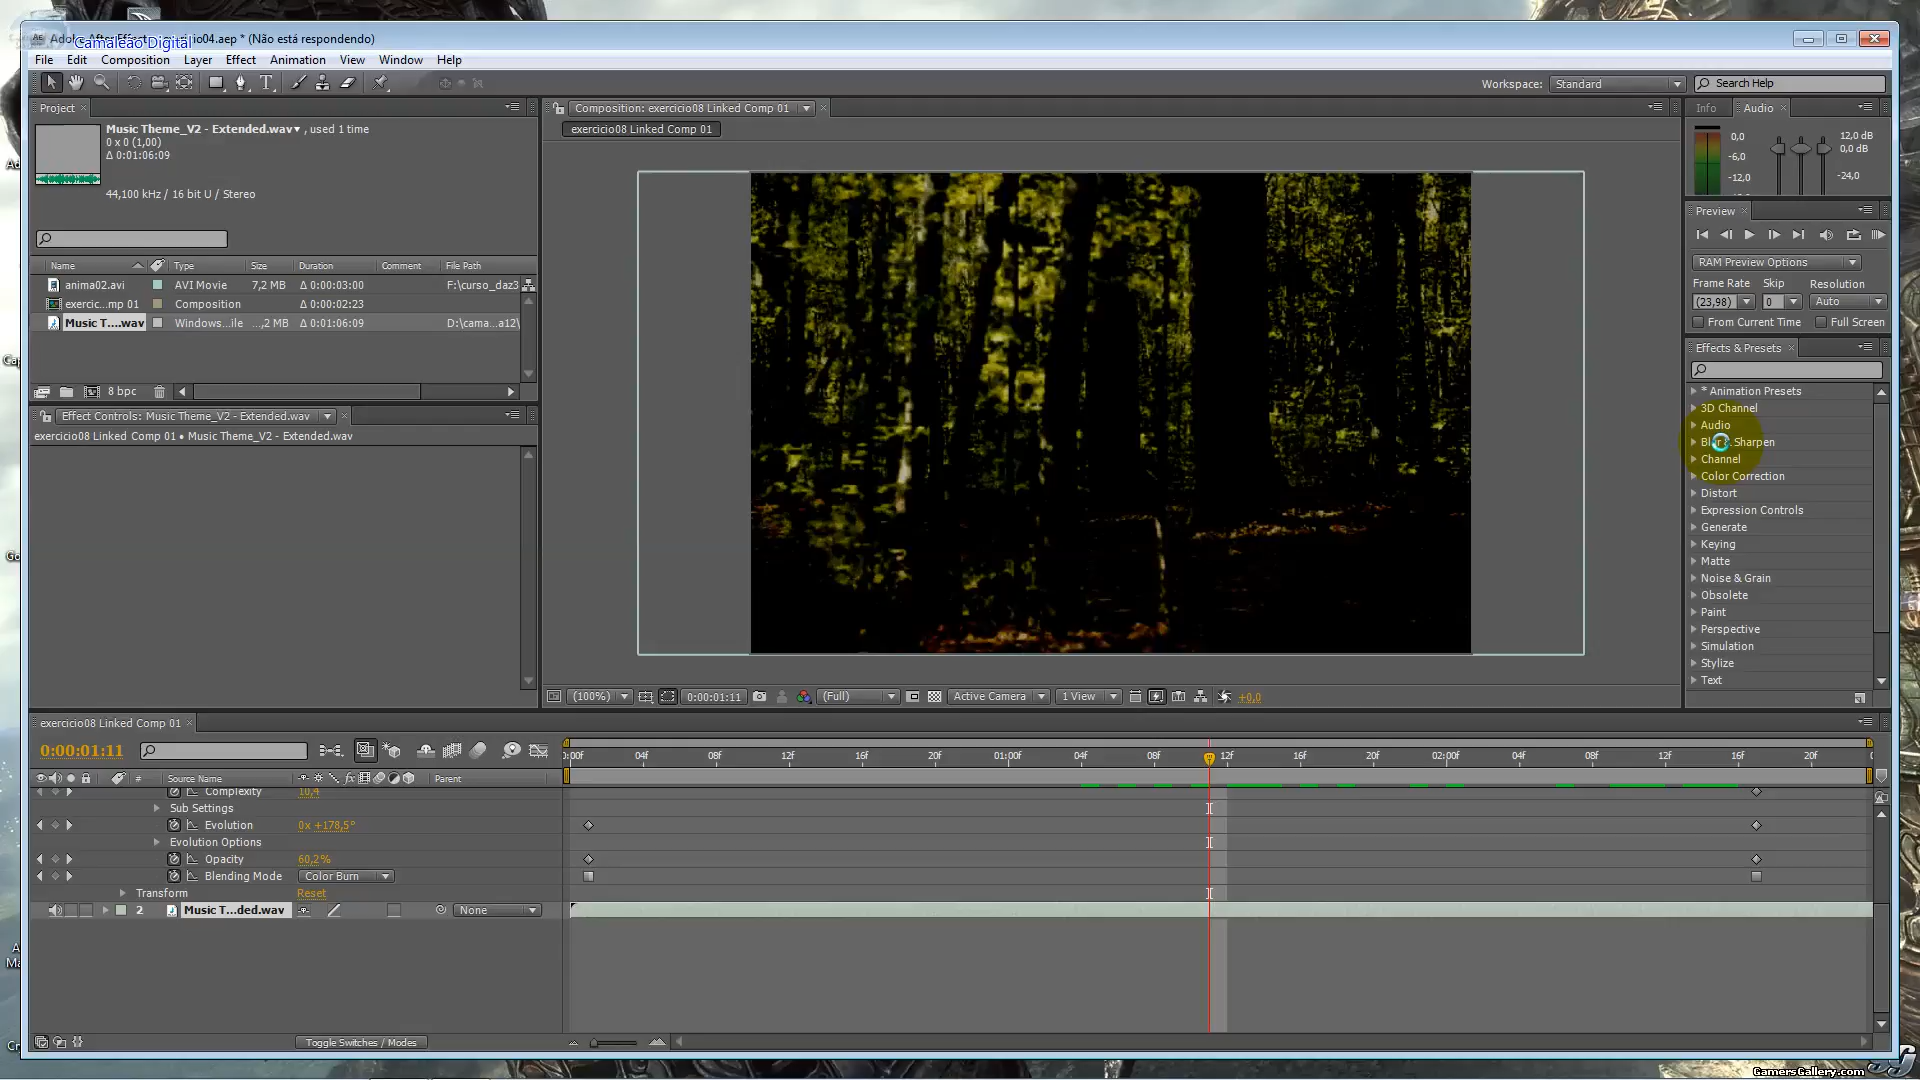 Camaleão Digital
io04.aep * (Não está respondendo)
File Edit Composition Layer Effect Animation View Window Help
Workspace: Standard Search Help
Project
Music Theme_V2 - Extended.wav , used 1 time
0 x 0 (1,00)
Δ 0:01:06:09
44,100 kHz / 16 bit U / Stereo
Name Type Size Duration Comment File Path
anima02.avi AVI Movie 7,2 MB Δ 0:00:03:00 F:\curso_daz3
exercic...mp 01 Composition Δ 0:00:02:23
Music T....wav Windows...ile ...,2 MB Δ 0:01:06:09 D:\cama...a12\
8 bpc
Effect Controls: Music Theme_V2 - Extended.wav
exercicio08 Linked Comp 01 • Music Theme_V2 - Extended.wav
Composition: exercicio08 Linked Comp 01
exercicio08 Linked Comp 01
(100%) 0:00:01:11 (Full) Active Camera 1 View +0,0
Info Audio
0,0
-6,0
-12,0
12,0 dB
0,0 dB
-24,0
Preview
RAM Preview Options
Frame Rate Skip Resolution
(23,98) 0 Auto
From Current Time Full Screen
Effects & Presets
* Animation Presets
3D Channel
Audio
Sharpen
Channel
Color Correction
Distort
Expression Controls
Generate
Keying
Matte
Noise & Grain
Obsolete
Paint
Perspective
Simulation
Stylize
Text
exercicio08 Linked Comp 01
0:00:01:11
# Source Name Parent
0:00f 04f 08f 12f 16f 20f 01:00f 04f 08f 12f 16f 20f 02:00f 04f 08f 12f 16f 20f
Complexity 10,4
Sub Settings
Evolution 0x +178,5°
Evolution Options
Opacity 60,2%
Blending Mode Color Burn
Transform Reset
2 Music T...ded.wav None
Toggle Switches / Modes
GamersGallery.com